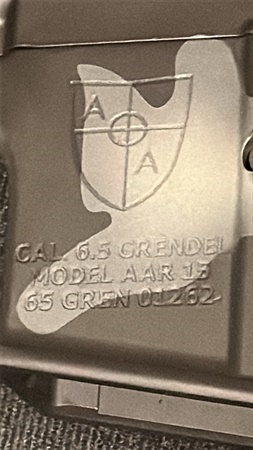 A
A
CAL. 6.5 GRENDEL
MODEL AAR 15
65 GREN 01262